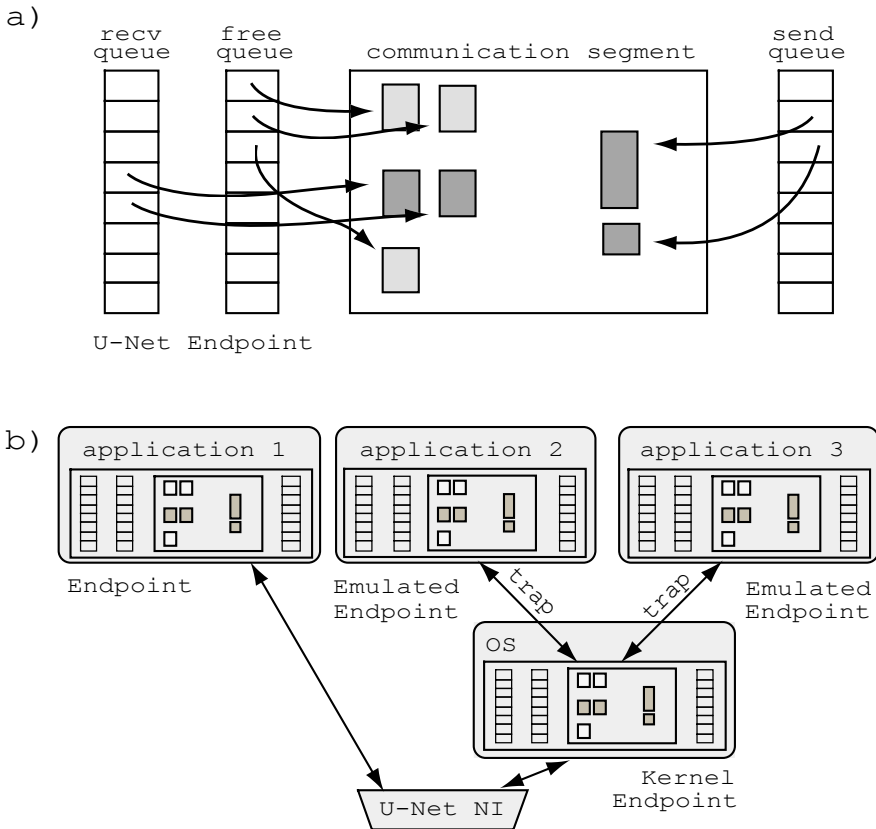 a)
recv queue
free queue
communication segment
send queue
U-Net Endpoint
b)
application 1
application 2
application 3
Endpoint
Emulated
Endpoint
trap
trap
Emulated
Endpoint
OS
Kernel
Endpoint
U-Net NI